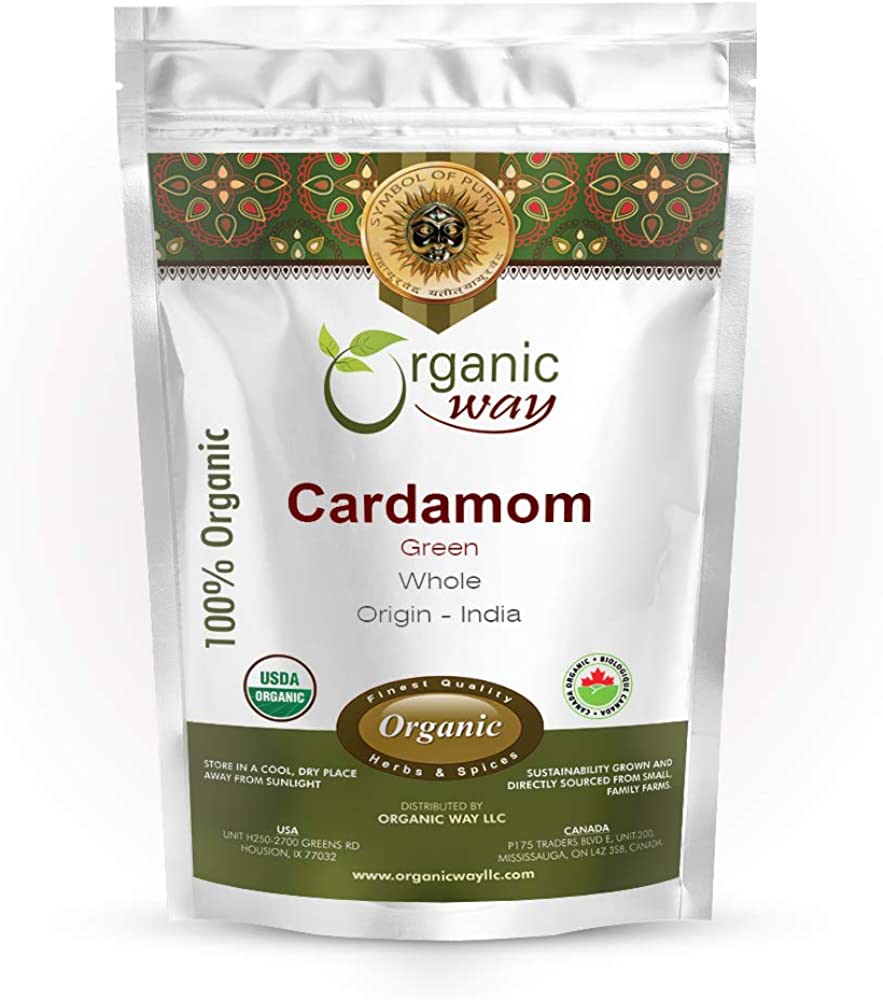 SYMBOL OF PURITY
Organic
way
100% Organic
Cardamom
Green
Whole
Origin - India
USDA
ORGANIC
CANADA ORGANIC • BIOLOGIQUE CANADA •
Finest Quality
Organic
Herbs & Spices
STORE IN A COOL, DRY PLACE
AWAY FROM SUNLIGHT
SUSTAINABILITY GROWN AND
DIRECTLY SOURCED FROM SMALL,
FAMILY FARMS.
DISTRIBUTED BY
ORGANIC WAY LLC
USA
UNIT H250-2700 GREENS RD
HOUSION, IX 77032
CANADA
P175 TRADERS BLVD E, UNIT-200,
MISSISSAUGA, ON L4Z 3S8, CANADA
www.organicwayllc.com